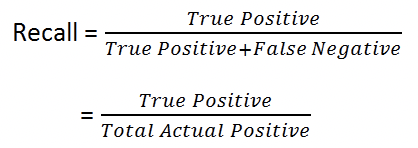 Recall = True Positive
True Positive+False Negative
= True Positive
Total Actual Positive